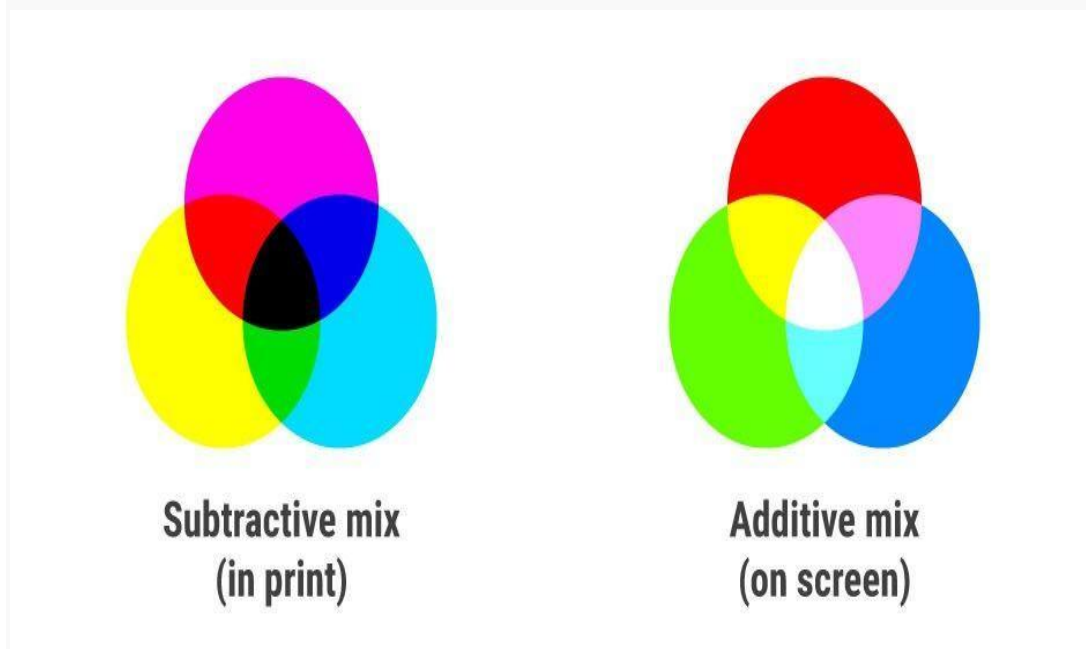 Subtractive mix
(in print)
Additive mix
(on screen)